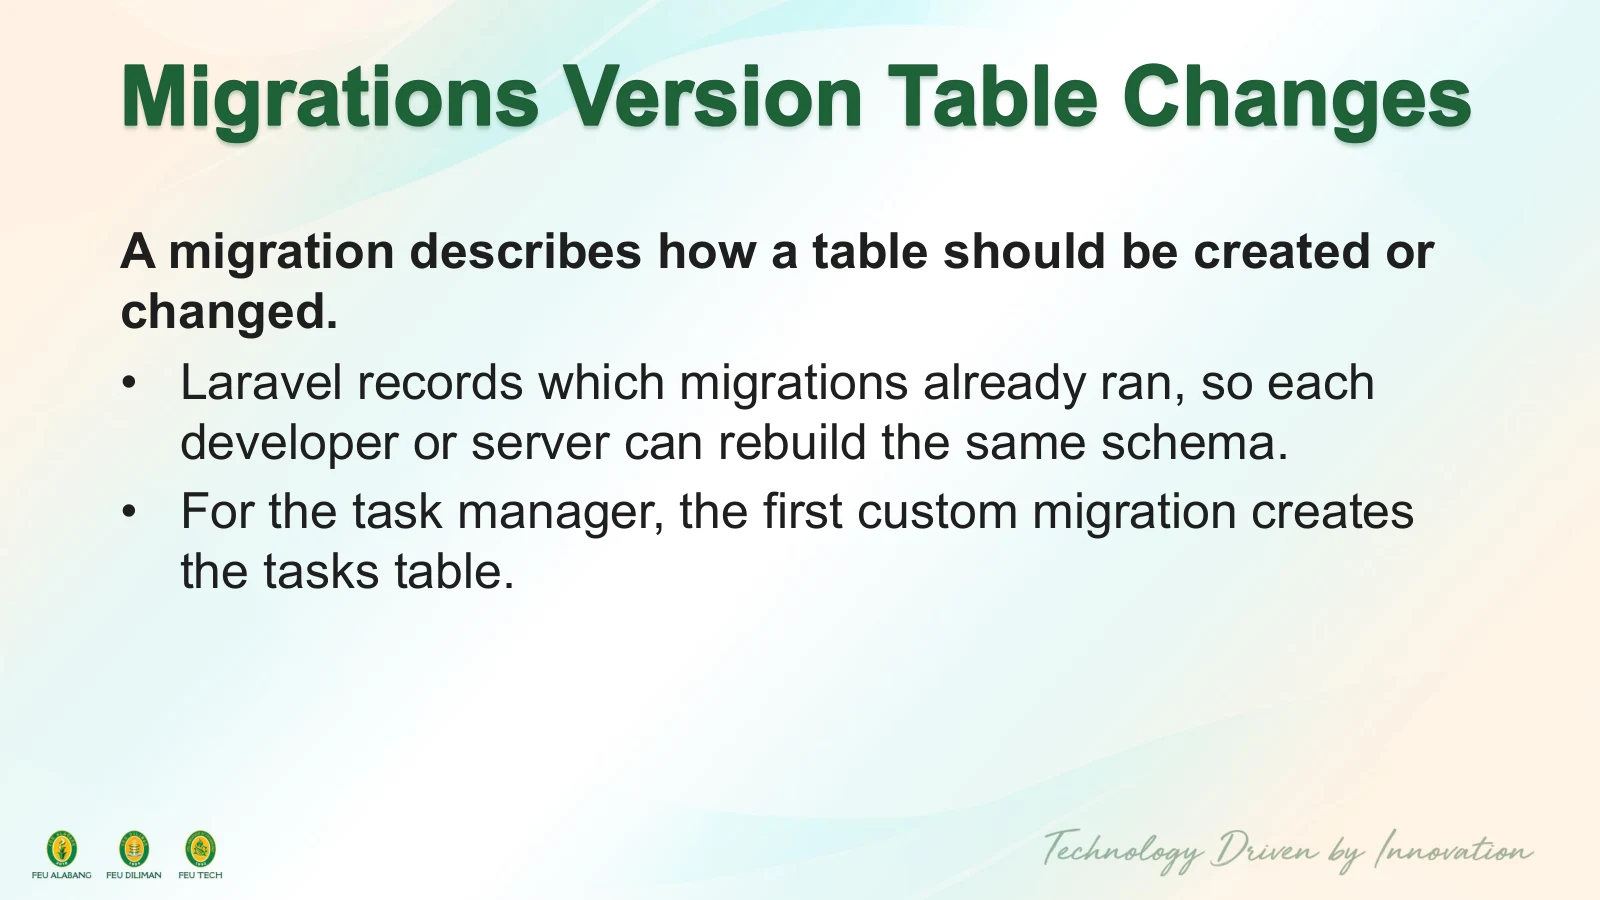 Migrations Version Table Changes
A migration describes how a table should be created or
changed.
• Laravel records which migrations already ran, so each
developer or server can rebuild the same schema.
• For the task manager, the first custom migration creates
the tasks table.
FEU ALABANG
FEU DILIMAN
FEU TECH
Technology Driven by Innovation